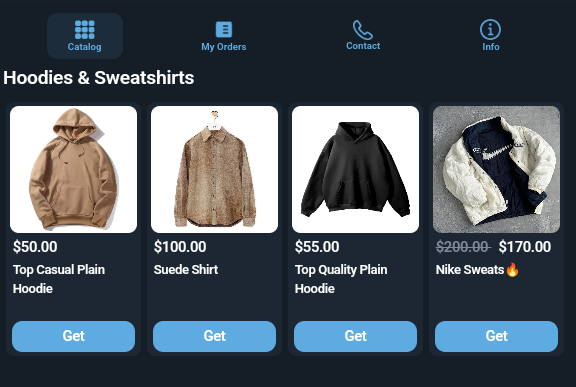 Catalog
My Orders
Contact
Info
Hoodies & Sweatshirts
$50.00
Top Casual Plain
Hoodie
Get
$100.00
Suede Shirt
Get
$55.00
Top Quality Plain
Hoodie
Get
$200.00 $170.00
Nike Sweats🔥
Get